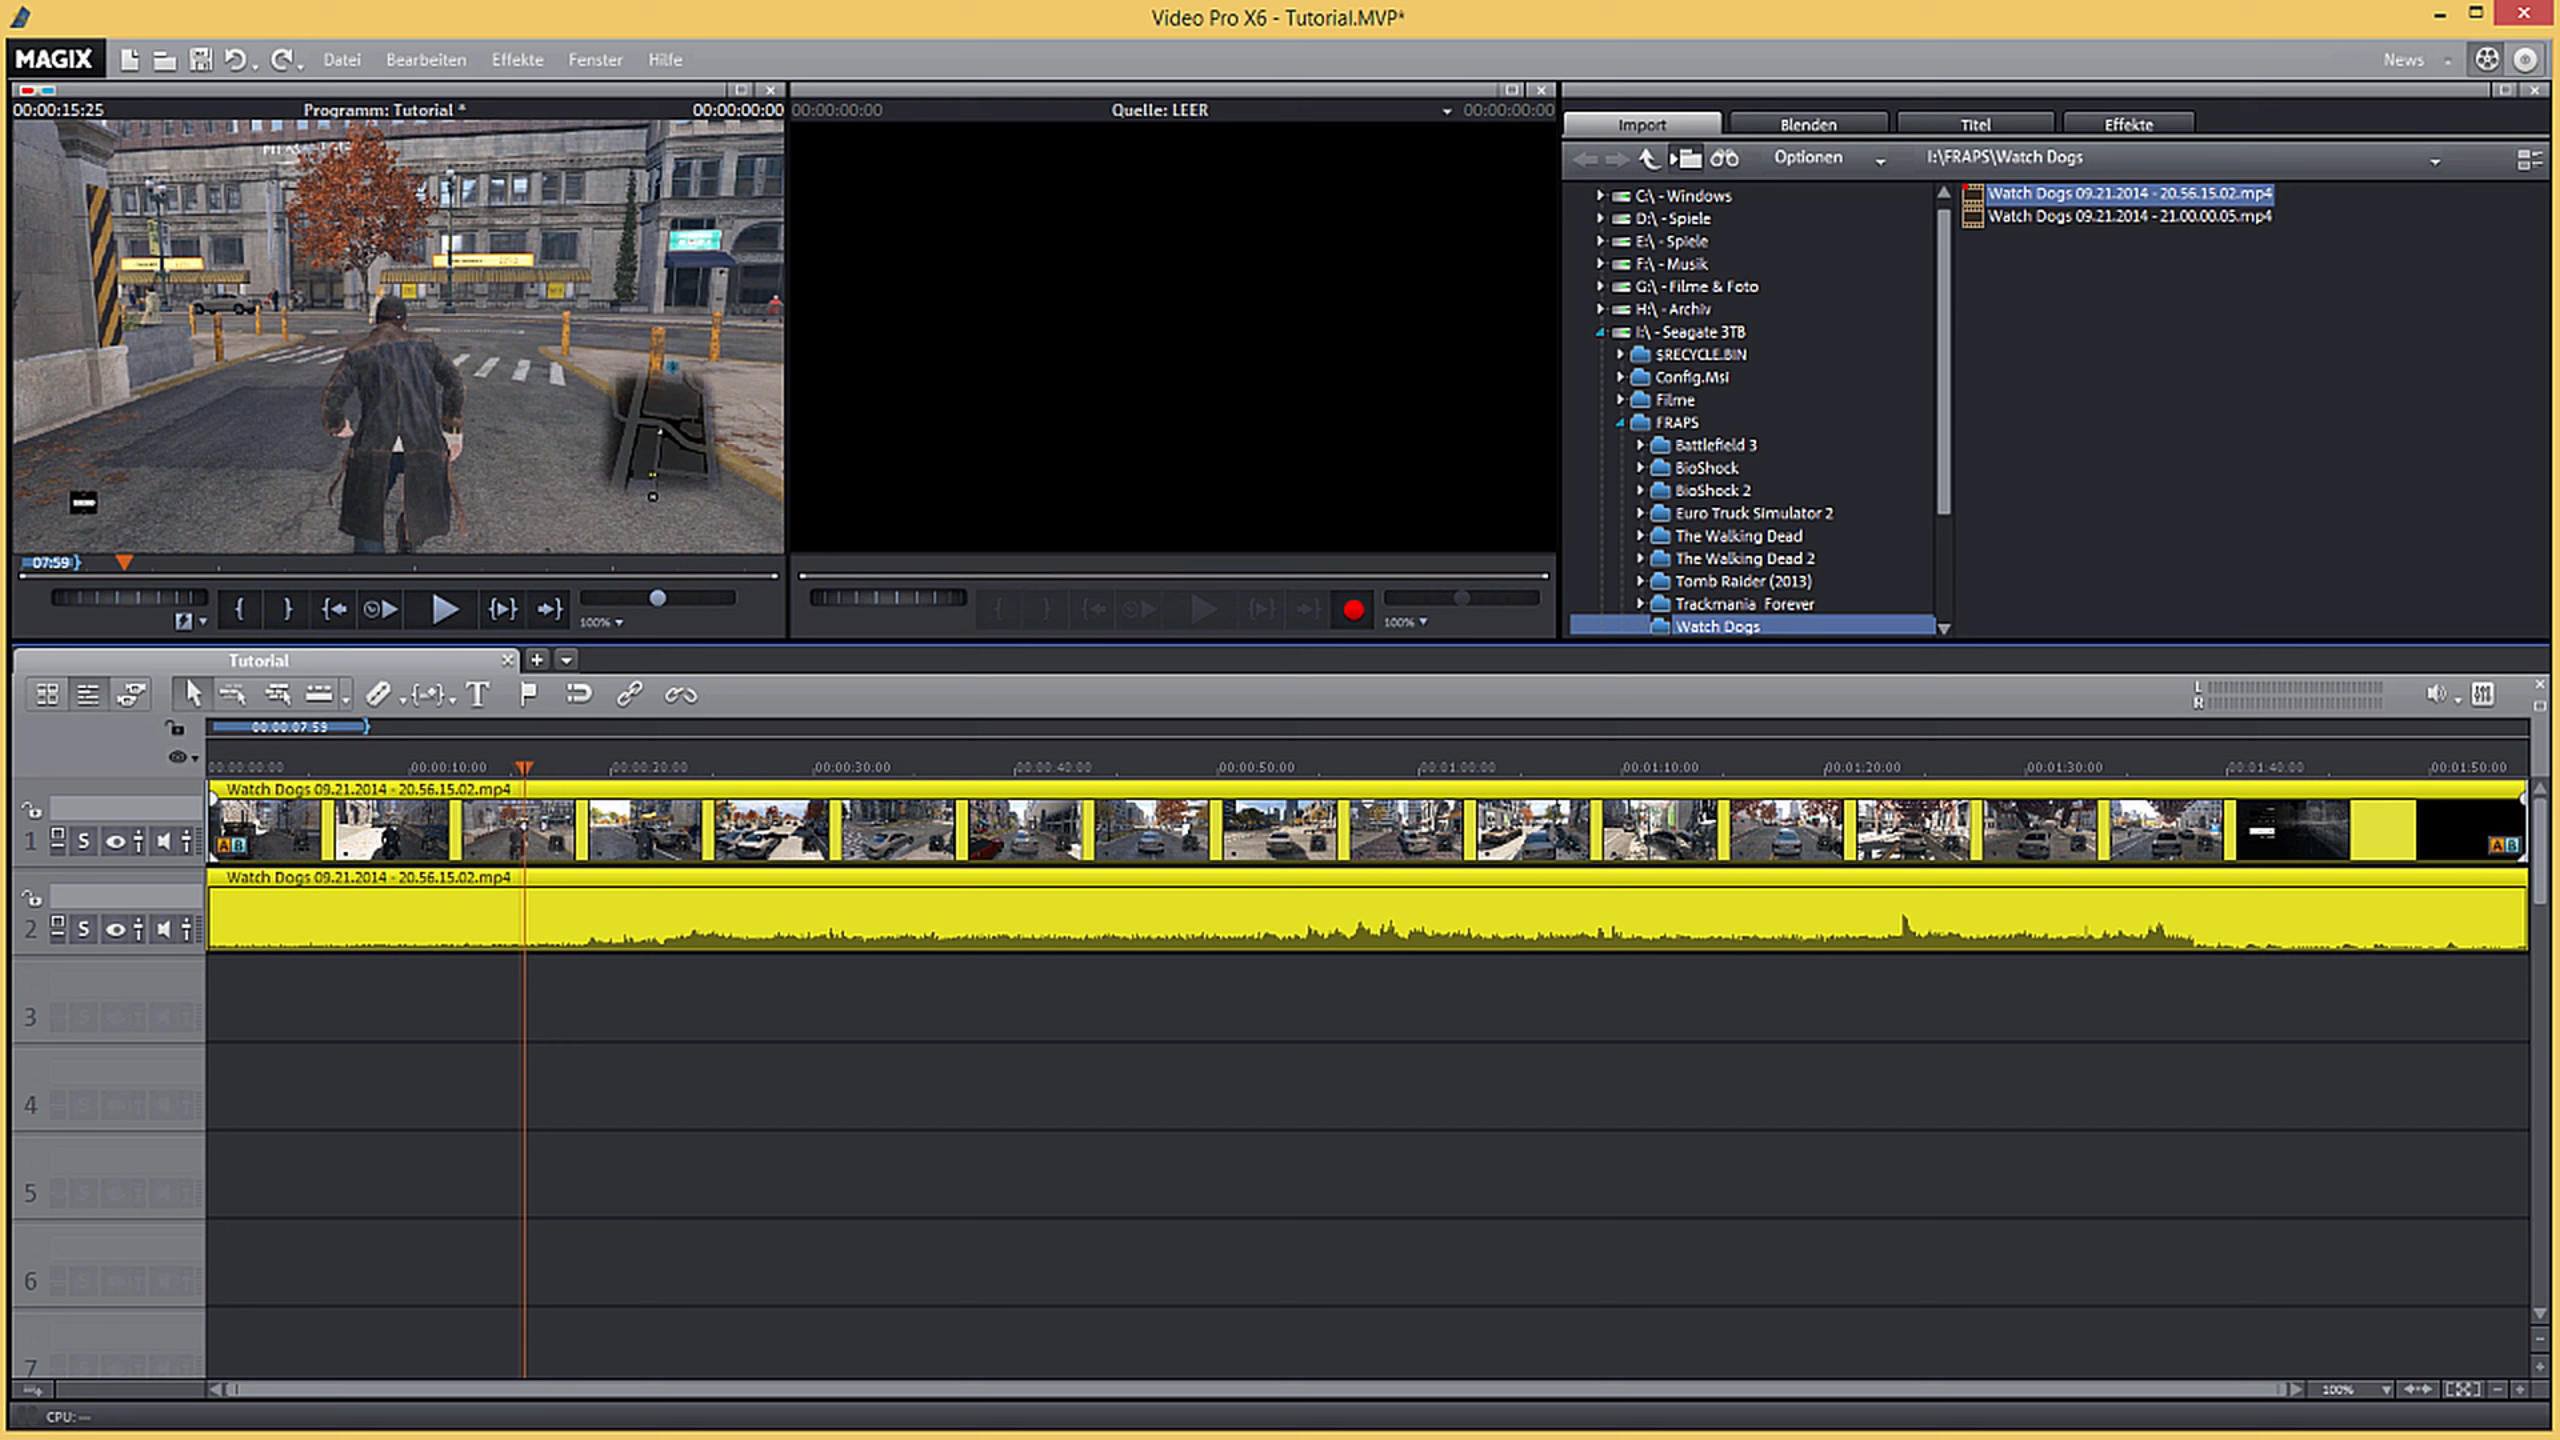 Video Pro X6 - Tutorial.MVP*
MAGIX
Datei Bearbeiten Effekte Fenster Hilfe
News
00:00:15:25 Programm: Tutorial * 00:00:00:00
00:00:00:00 Quelle: LEER 00:00:00:00
Import Blenden Titel Effekte
Optionen I:\FRAPS\Watch Dogs
C:\ - Windows
D:\ - Spiele
E:\ - Spiele
F:\ - Musik
G:\ - Filme & Foto
H:\ - Archiv
I:\ - Seagate 3TB
$RECYCLE.BIN
Config.Msi
Filme
FRAPS
Battlefield 3
BioShock
BioShock 2
Euro Truck Simulator 2
The Walking Dead
The Walking Dead 2
Tomb Raider (2013)
Trackmania Forever
Watch Dogs
Watch Dogs 09.21.2014 - 20.56.15.02.mp4
Watch Dogs 09.21.2014 - 21.00.00.05.mp4
07:59
100%
100%
Tutorial
L
R
00:00:07:59
00:00:00:00 00:00:10:00 00:00:20:00 00:00:30:00 00:00:40:00 00:00:50:00 00:01:00:00 00:01:10:00 00:01:20:00 00:01:30:00 00:01:40:00 00:01:50:00
Watch Dogs 09.21.2014 - 20.56.15.02.mp4
1 S
A B
A B
Watch Dogs 09.21.2014 - 20.56.15.02.mp4
2 S
3 S
4 S
5 S
6 S
7
100%
CPU: —